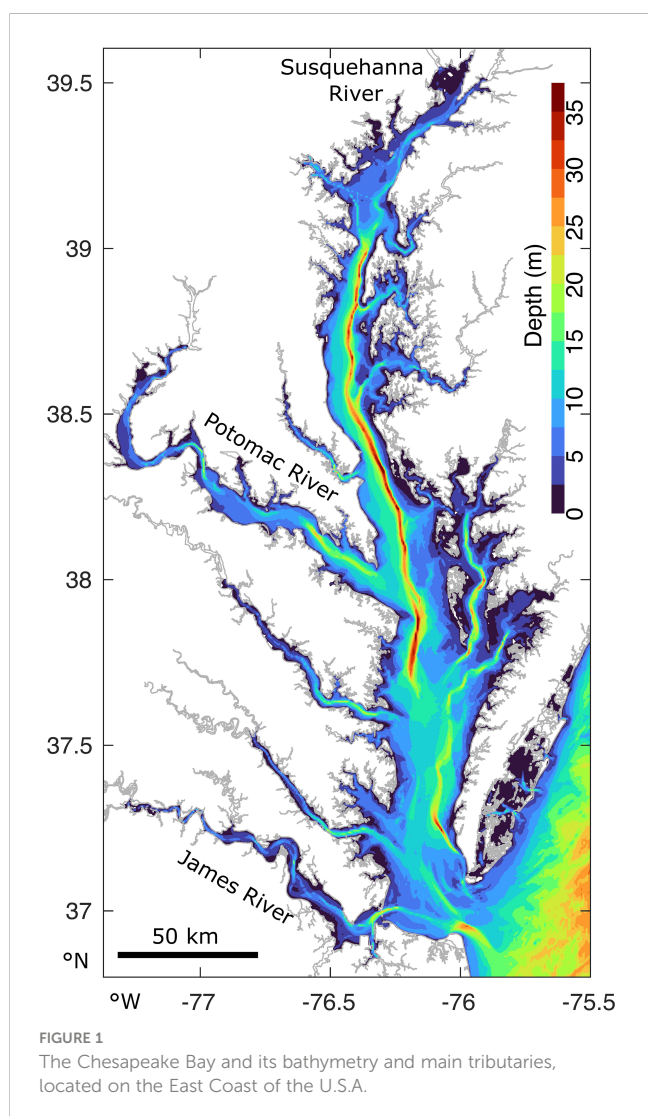 39.5
39
38.5
38
37.5
37
°N
°W
-77
-76.5
-76
-75.5
Susquehanna
River
Potomac River
James River
50 km
Depth (m)
35
30
25
20
15
10
5
0
FIGURE 1
The Chesapeake Bay and its bathymetry and main tributaries,
located on the East Coast of the U.S.A.